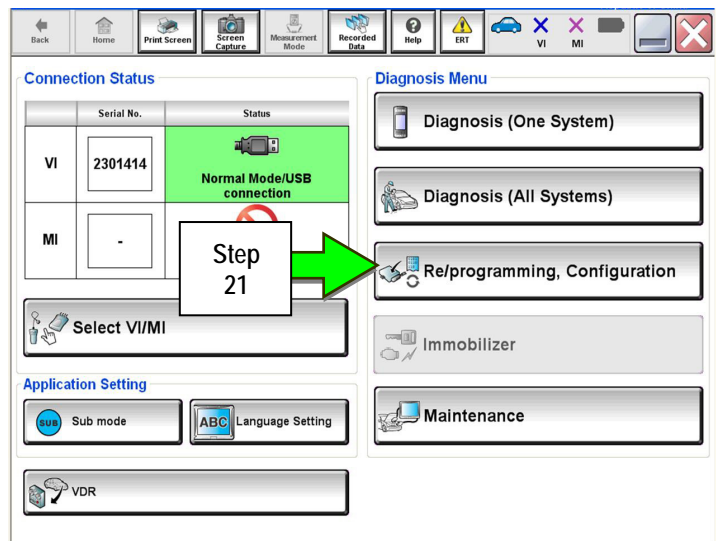 Back
Home
Print Screen
Screen
Capture
Measurement
Mode
Recorded
Data
Help
ERT
VI
MI
Connection Status
Serial No.
Status
VI
2301414
Normal Mode/USB
connection
MI
-
Step
21
Select VI/MI
Application Setting
SUB
Sub mode
ABC
Language Setting
VDR
Diagnosis Menu
Diagnosis (One System)
Diagnosis (All Systems)
Re/programming, Configuration
Immobilizer
Maintenance